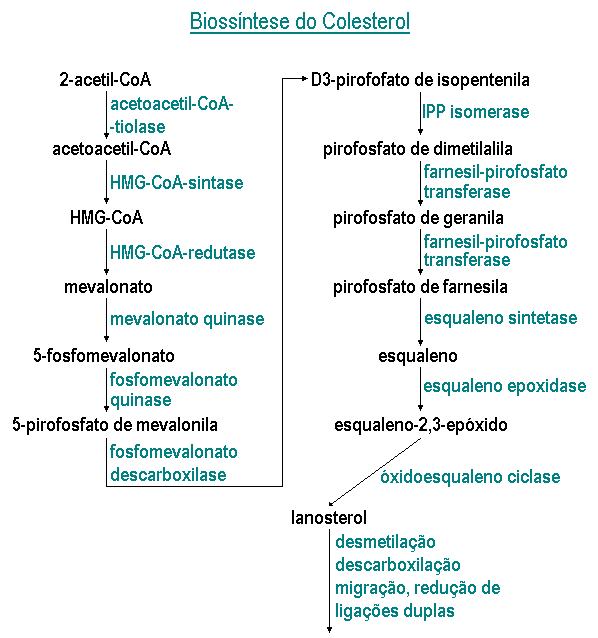 Biossíntese do Colesterol
2-acetil-CoA
acetoacetil-CoA-
-tiolase
acetoacetil-CoA
HMG-CoA-sintase
HMG-CoA
HMG-CoA-redutase
mevalonato
mevalonato quinase
5-fosfomevalonato
fosfomevalonato
quinase
5-pirofosfato de mevalonila
fosfomevalonato
descarboxilase
D3-pirofofato de isopentenila
IPP isomerase
pirofosfato de dimetilalila
farnesil-pirofosfato
transferase
pirofosfato de geranila
farnesil-pirofosfato
transferase
pirofosfato de farnesila
esqualeno sintetase
esqualeno
esqualeno epoxidase
esqualeno-2,3-epóxido
óxidoesqualeno ciclase
lanosterol
desmetilação
descarboxilação
migração, redução de
ligações duplas